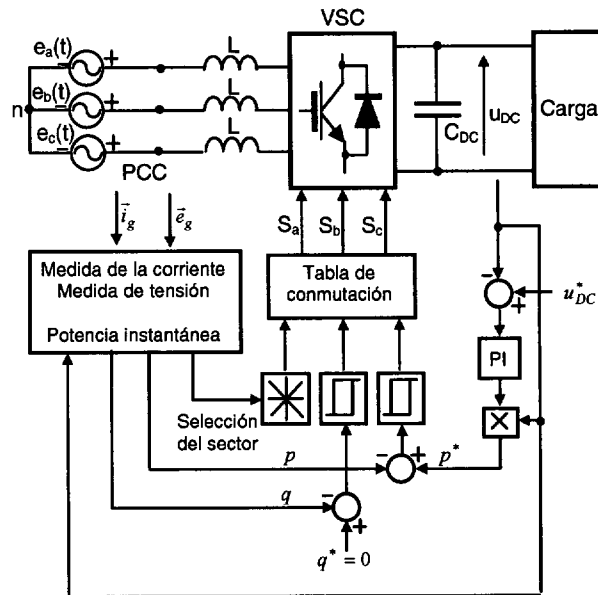 VSC
e_a(t)
L
e_b(t)
L
n
e_c(t)
L
PCC
C_DC
u_DC
Carga
i_g
e_g
S_a
S_b
S_c
Medida de la corriente
Medida de tensión
Potencia instantánea
Tabla de
conmutación
u*_DC
PI
Selección
del sector
p
p*
q
q* = 0